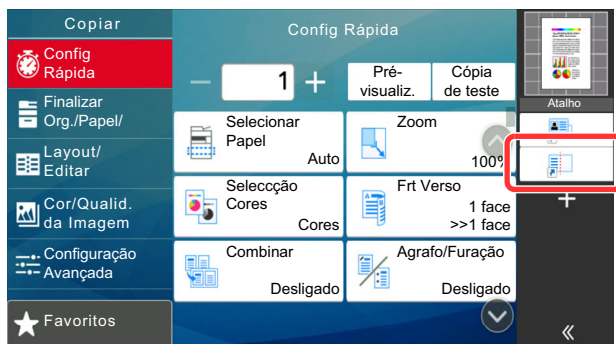 Copiar
Config
Rápida
Finalizar
Org./Papel/
Layout/
Editar
Cor/Qualid.
da Imagem
Configuração
Avançada
Favoritos
Config Rápida
1
Pré-
visualiz.
Cópia
de teste
Selecionar
Papel
Auto
Zoom
100%
Selecção
Cores
Cores
Frt Verso
1 face
>>1 face
Combinar
Desligado
Agrafo/Furação
Desligado
Atalho